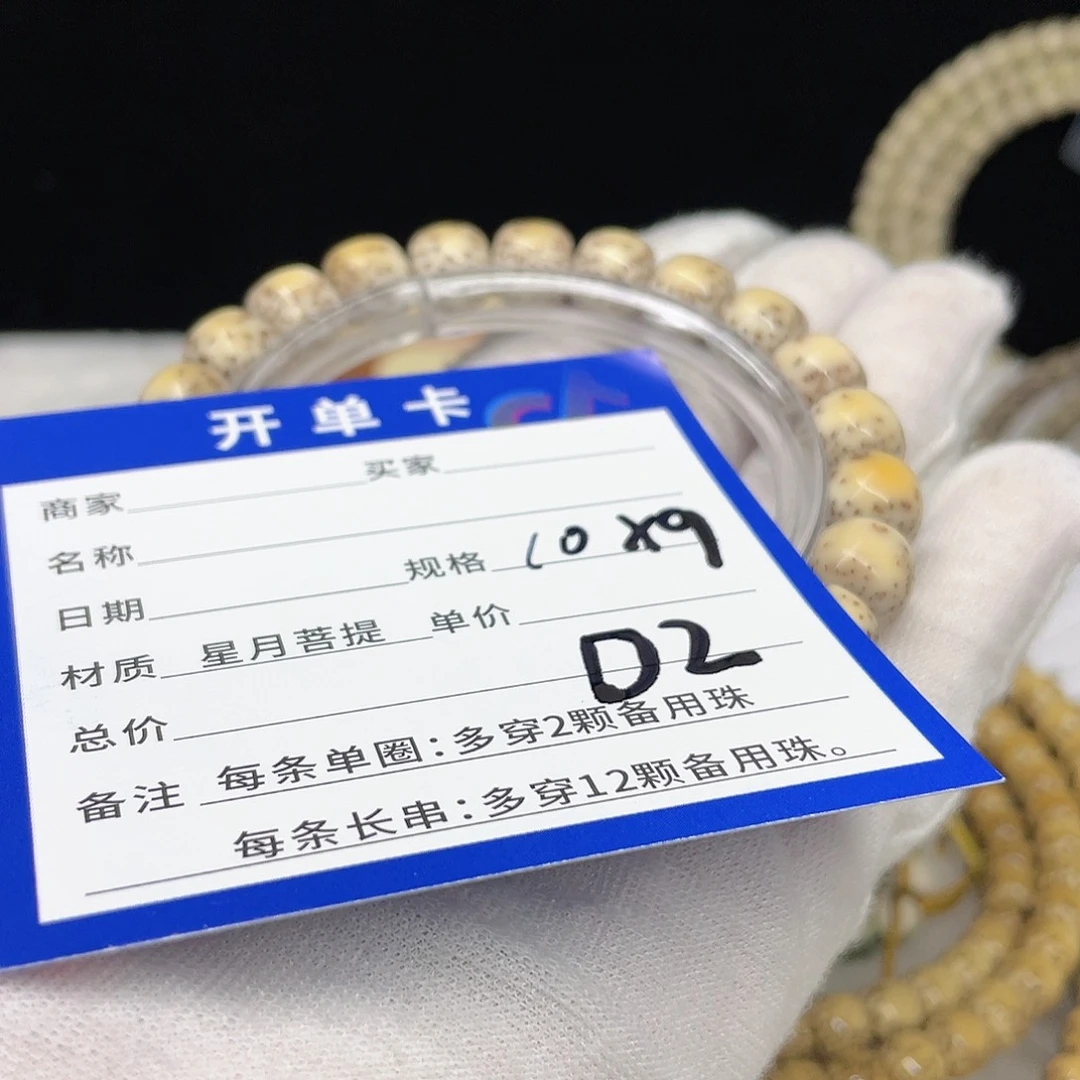 开单卡
商家 买家
名称
日期 规格 10x9
材质 星月菩提 单价
总价 D2
备注 每条单圈:多穿2颗备用珠
每条长串:多穿12颗备用珠。